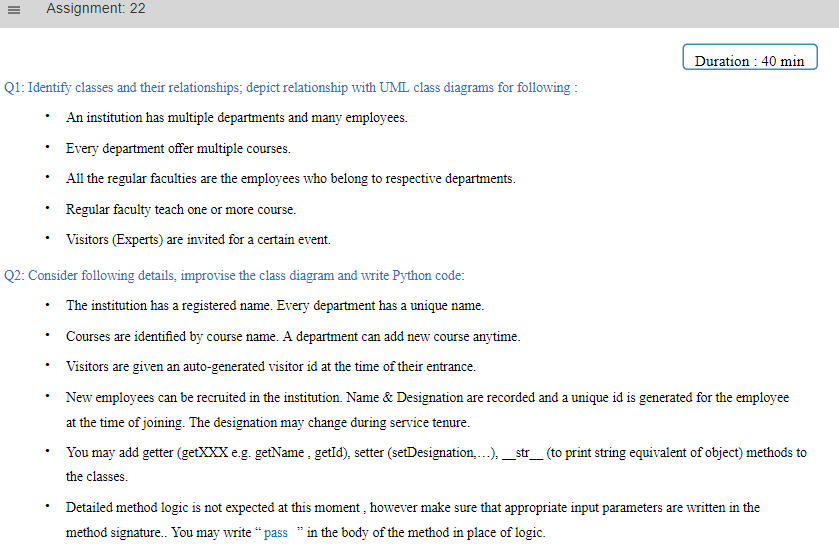 Assignment: 22
Duration : 40 min
Q1: Identify classes and their relationships; depict relationship with UML class diagrams for following :
• An institution has multiple departments and many employees.
• Every department offer multiple courses.
• All the regular faculties are the employees who belong to respective departments.
• Regular faculty teach one or more course.
• Visitors (Experts) are invited for a certain event.
Q2: Consider following details, improvise the class diagram and write Python code:
• The institution has a registered name. Every department has a unique name.
• Courses are identified by course name. A department can add new course anytime.
• Visitors are given an auto-generated visitor id at the time of their entrance.
• New employees can be recruited in the institution. Name & Designation are recorded and a unique id is generated for the employee
at the time of joining. The designation may change during service tenure.
• You may add getter (getXXX e.g. getName , getId), setter (setDesignation,…), __str__ (to print string equivalent of object) methods to
the classes.
• Detailed method logic is not expected at this moment , however make sure that appropriate input parameters are written in the
method signature.. You may write “ pass ” in the body of the method in place of logic.